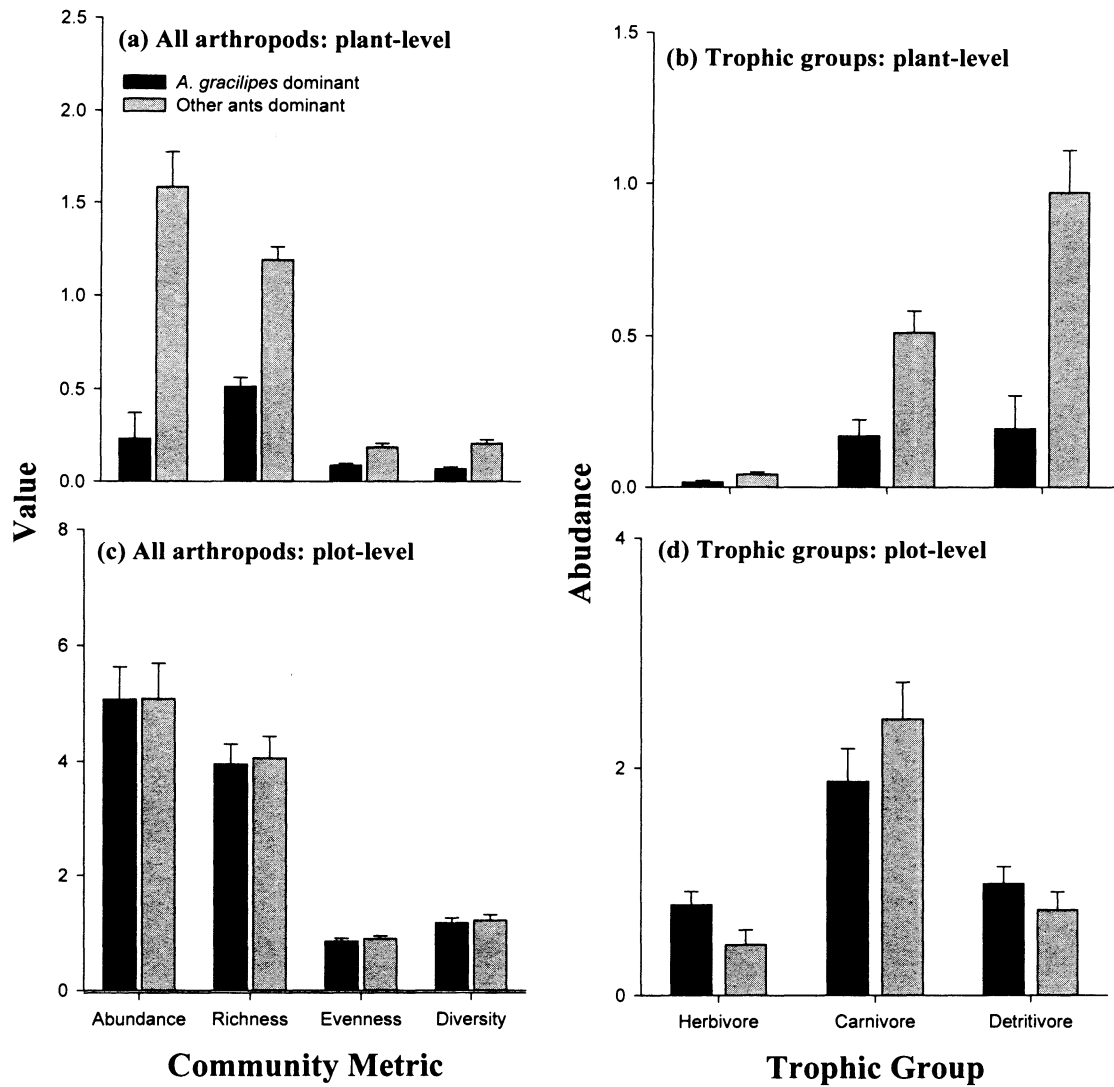 (a) All arthropods: plant-level
A. gracilipes dominant
Other ants dominant
2.5
2.0
1.5
1.0
0.5
0.0
(b) Trophic groups: plant-level
1.5
1.0
0.5
0.0
Value
Abudance
(c) All arthropods: plot-level
8
6
4
2
0
Abundance Richness Evenness Diversity
Community Metric
(d) Trophic groups: plot-level
4
2
0
Herbivore Carnivore Detritivore
Trophic Group